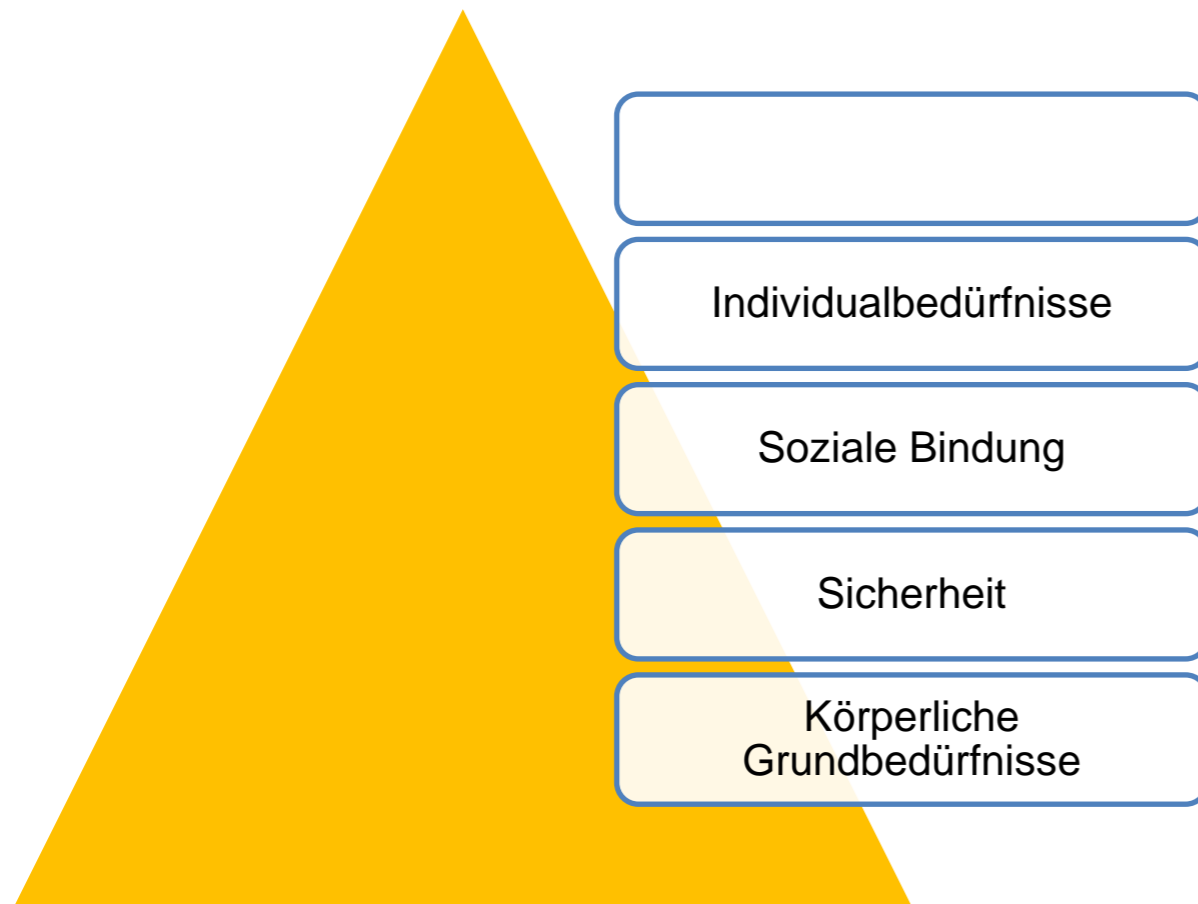 Individualbedürfnisse
Soziale Bindung
Sicherheit
Körperliche
Grundbedürfnisse